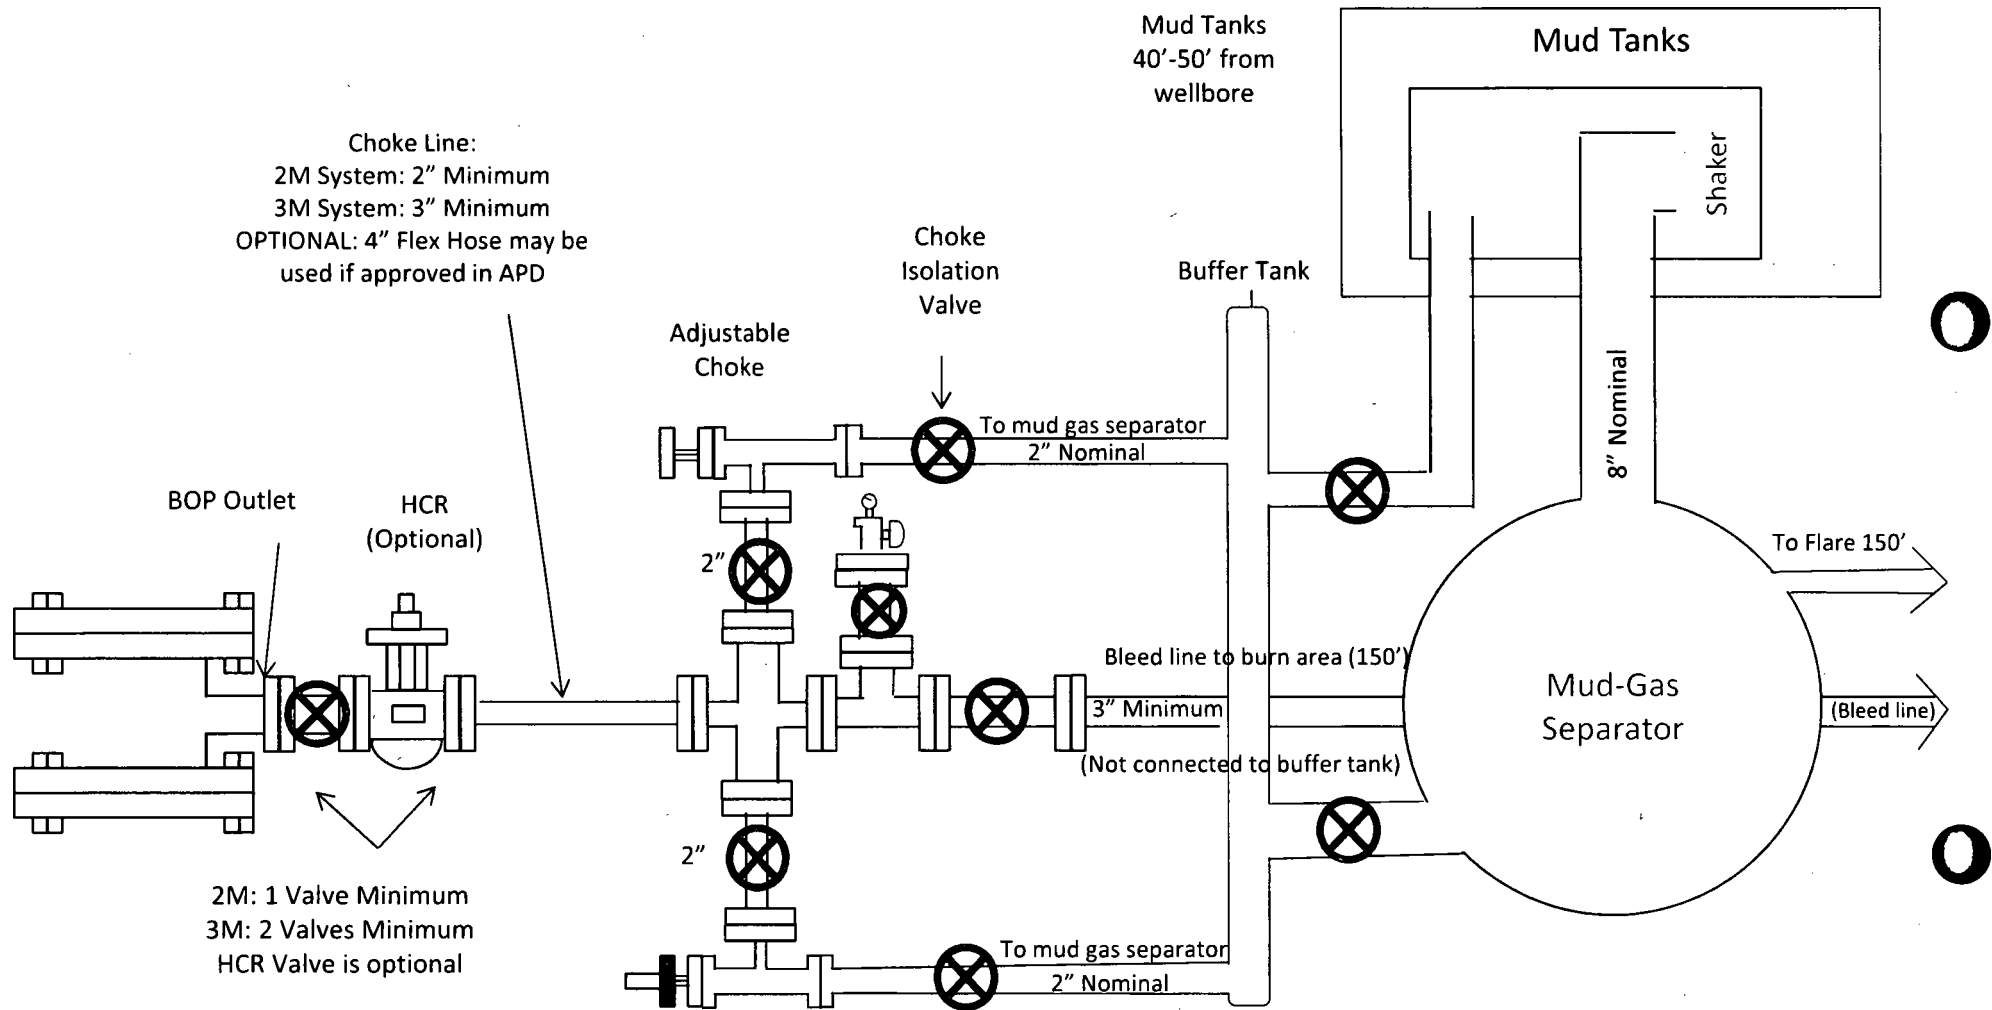 Mud Tanks
40’-50’ from
wellbore
Mud Tanks
Shaker
Choke Line:
2M System: 2” Minimum
3M System: 3” Minimum
OPTIONAL: 4” Flex Hose may be
used if approved in APD
Choke
Isolation
Valve
Buffer Tank
Adjustable
Choke
8” Nominal
To mud gas separator
2” Nominal
BOP Outlet
HCR
(Optional)
2”
To Flare 150’
Bleed line to burn area (150’)
3” Minimum
(Not connected to buffer tank)
Mud-Gas
Separator
(Bleed line)
2”
2M: 1 Valve Minimum
3M: 2 Valves Minimum
HCR Valve is optional
To mud gas separator
2” Nominal